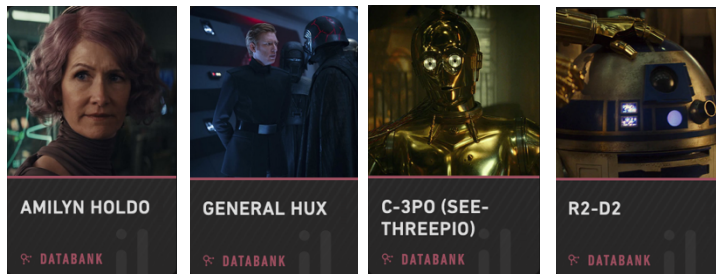 AMILYN HOLDO
DATABANK
GENERAL HUX
DATABANK
C-3PO (SEE-
THREEPIO)
DATABANK
R2-D2
DATABANK